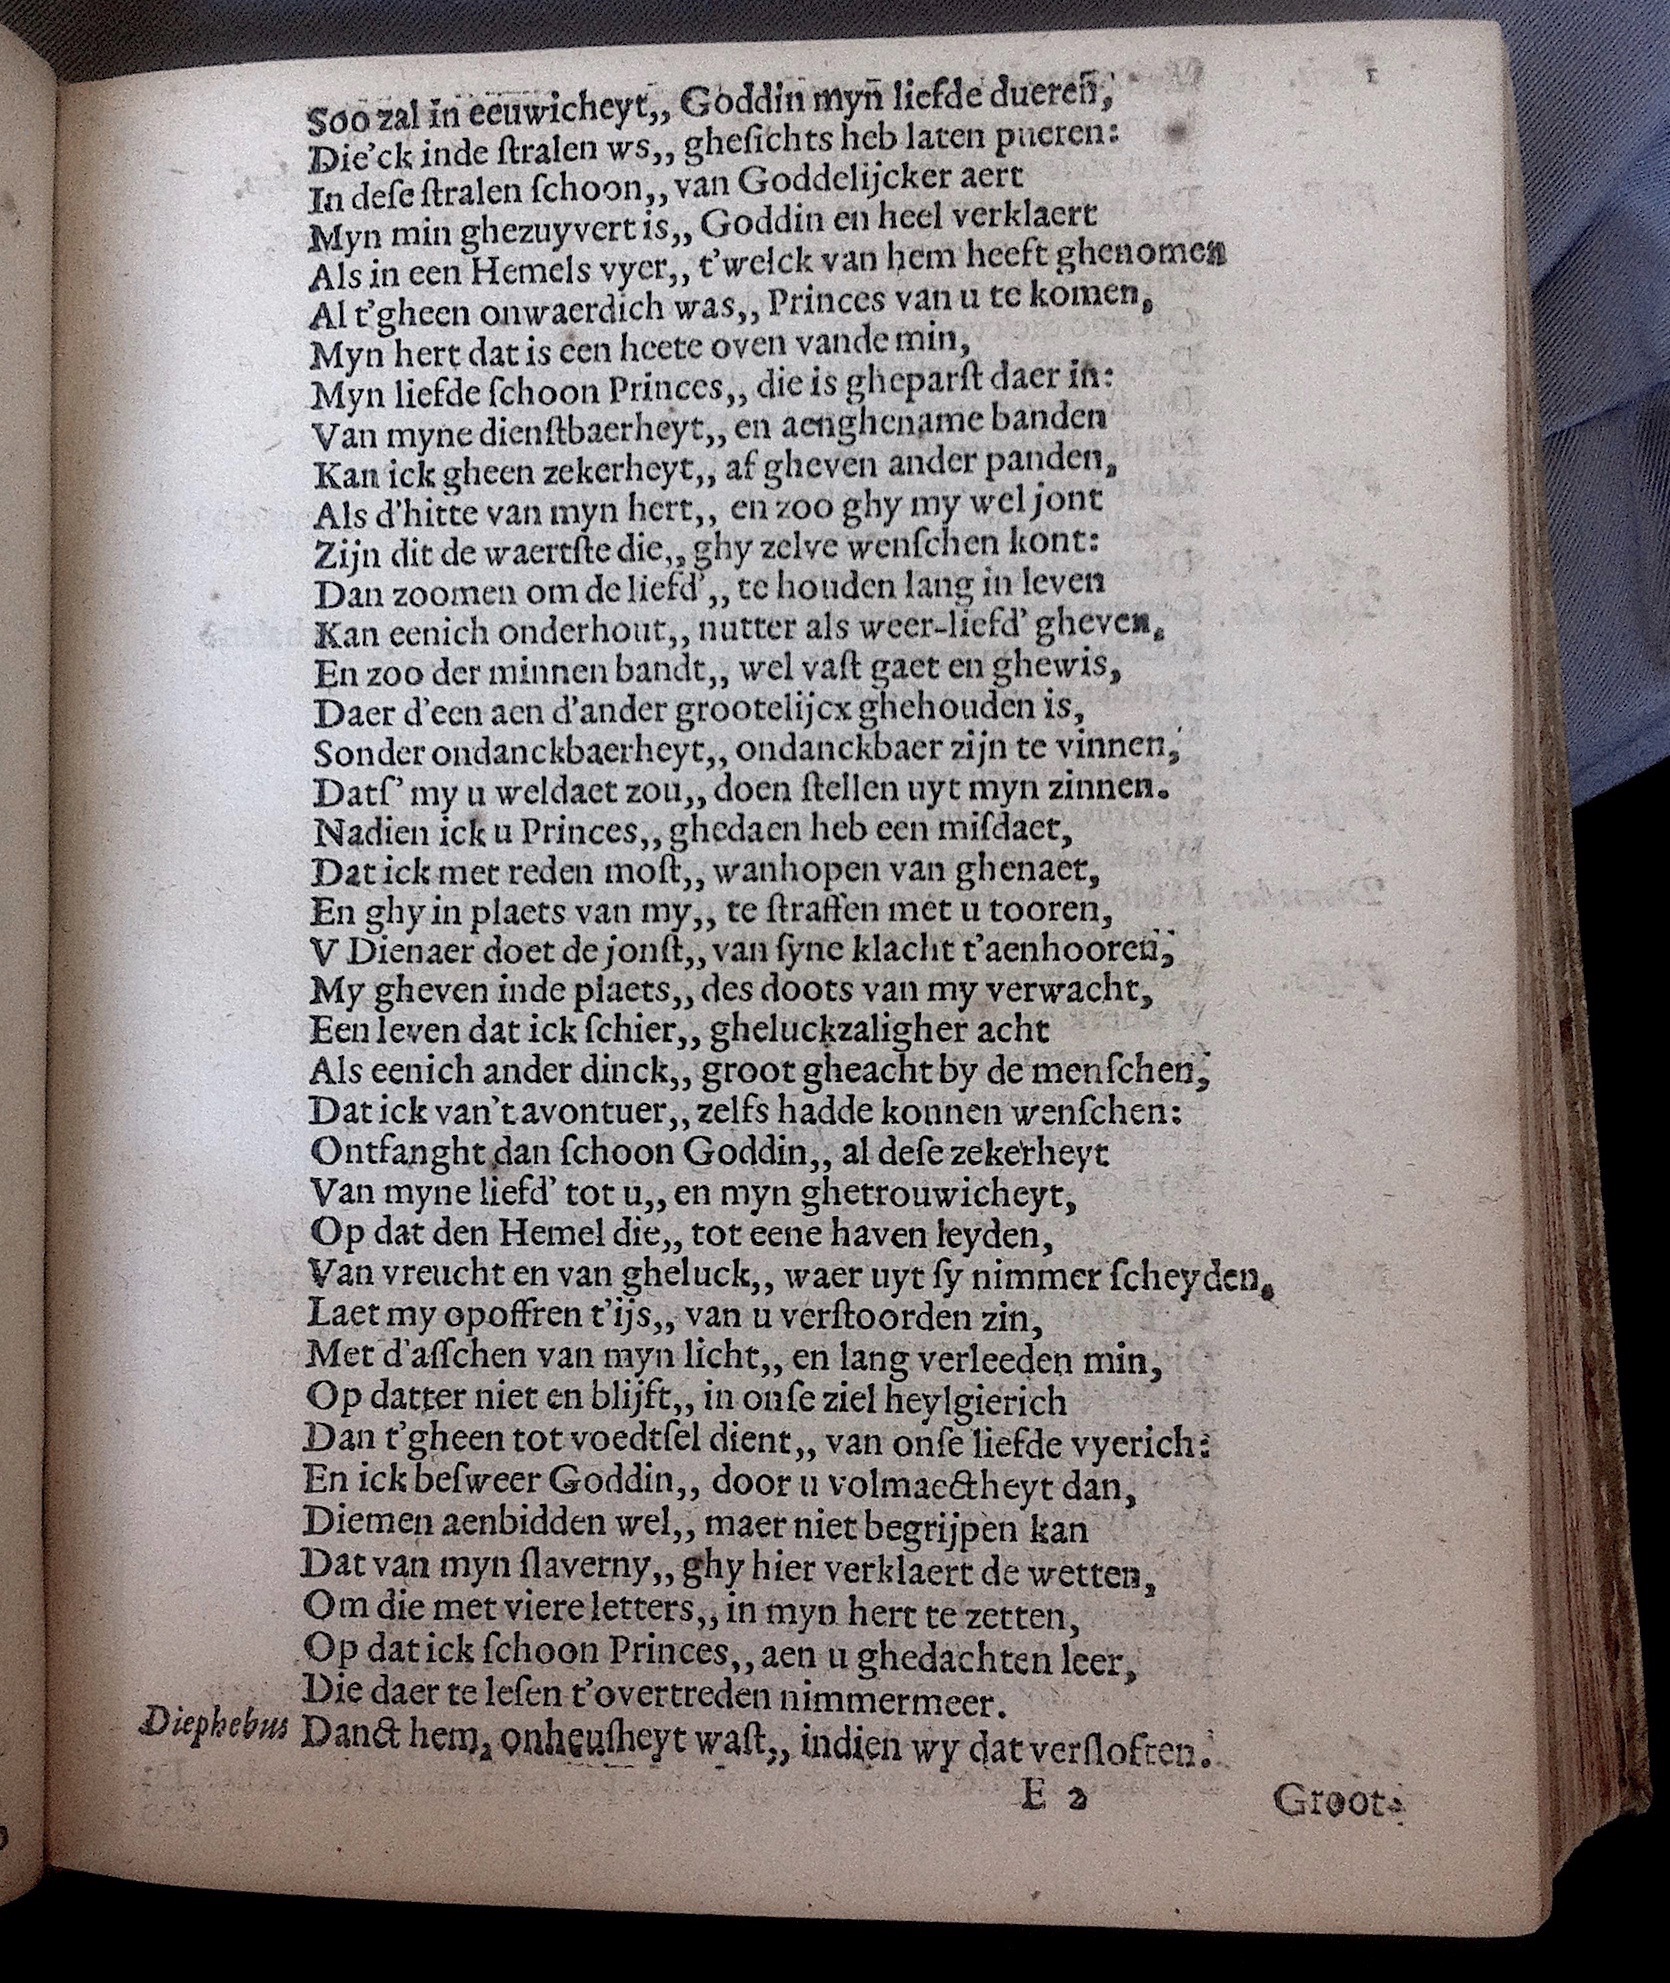 Soo zal in eeuwicheyt,, Goddin myn liefde dueren,
Die'ck inde ſtralen ws,, gheſichts heb laten pueren:
In deſe ſtralen ſchoon,, van Goddelijcker aert
Myn min ghezuyvert is,, Goddin en heel verklaert
Als in een Hemels vyer,, t'welck van hem heeft ghenomen
Al t'gheen onwaerdich was,, Princes van u te komen,
Myn hert dat is een heete oven vande min,
Myn liefde ſchoon Princes,, die is gheparſt daer in:
Van myne dienſtbaerheyt,, en aenghename banden
Kan ick gheen zekerheyt,, af gheven ander panden,
Als d'hitte van myn hert,, en zoo ghy my wel jont
Zijn dit de waertſte die,, ghy zelve wenſchen kont:
Dan zoomen om de liefd',, te houden lang in leven
Kan eenich onderhout,, nutter als weer-liefd' gheven,
En zoo der minnen bandt,, wel vaſt gaet en ghewis,
Daer d'een aen d'ander grootelijcx ghehouden is,
Sonder ondanckbaerheyt,, ondanckbaer zijn te vinnen,
Datſ' my u weldaet zou,, doen ſtellen uyt myn zinnen.
Nadien ick u Princes,, ghedaen heb een miſdaet,
Dat ick met reden moſt,, wanhopen van ghenaet,
En ghy in plaets van my,, te ſtraffen met u tooren,
V Dienaer doet de jonſt,, van ſyne klacht t'aenhooren,
My gheven inde plaets,, des doots van my verwacht,
Een leven dat ick ſchier,, gheluckzaligher acht
Als eenich ander dinck,, groot gheacht by de menſchen,
Dat ick van't avontuer,, zelfs hadde konnen wenſchen:
Ontfanght dan ſchoon Goddin,, al deſe zekerheyt
Van myne liefd' tot u,, en myn ghetrouwicheyt,
Op dat den Hemel die,, tot eene haven leyden,
Van vreucht en van gheluck,, waer uyt ſy nimmer ſcheyden,
Laet my opoffren t'ijs,, van u verſtoorden zin,
Met d'aſſchen van myn licht,, en lang verleeden min,
Op datter niet en blijft,, in onſe ziel heylgierich
Dan t'gheen tot voedtſel dient,, van onſe liefde vyerich:
En ick beſweer Goddin,, door u volmaectheyt dan,
Diemen aenbidden wel,, maer niet begrijpen kan
Dat van myn ſlaverny,, ghy hier verklaert de wetten,
Om die met viere letters,, in myn hert te zetten,
Op dat ick ſchoon Princes,, aen u ghedachten leer,
Die daer te leſen t'overtreden nimmermeer.
Diephebus Danct hem, onheuſheyt waſt,, indien wy dat verſloften.
E 2 Groot.